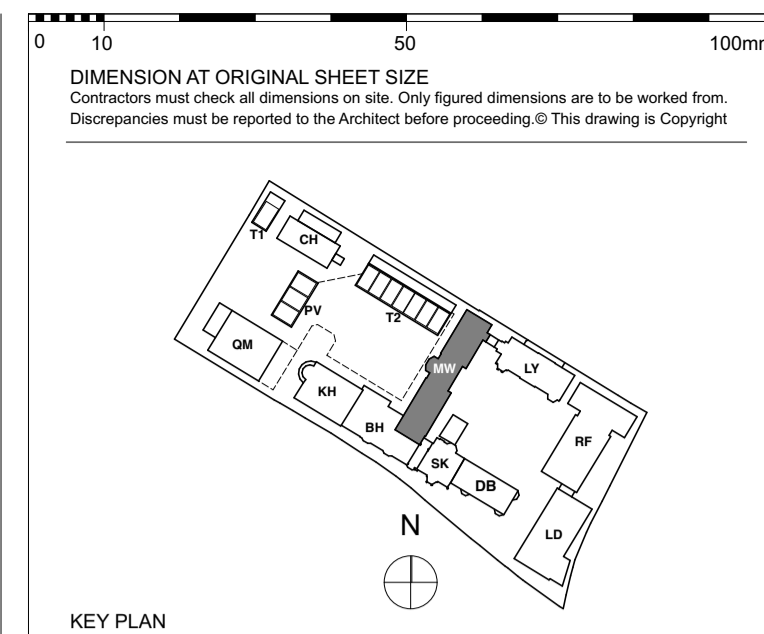 0 10 50 100mm
DIMENSION AT ORIGINAL SHEET SIZE
Contractors must check all dimensions on site. Only figured dimensions are to be worked from.
Discrepancies must be reported to the Architect before proceeding.© This drawing is Copyright
T1
CH
PV
T2
QM
MW
LY
KH
BH
RF
SK
DB
LD
N
KEY PLAN